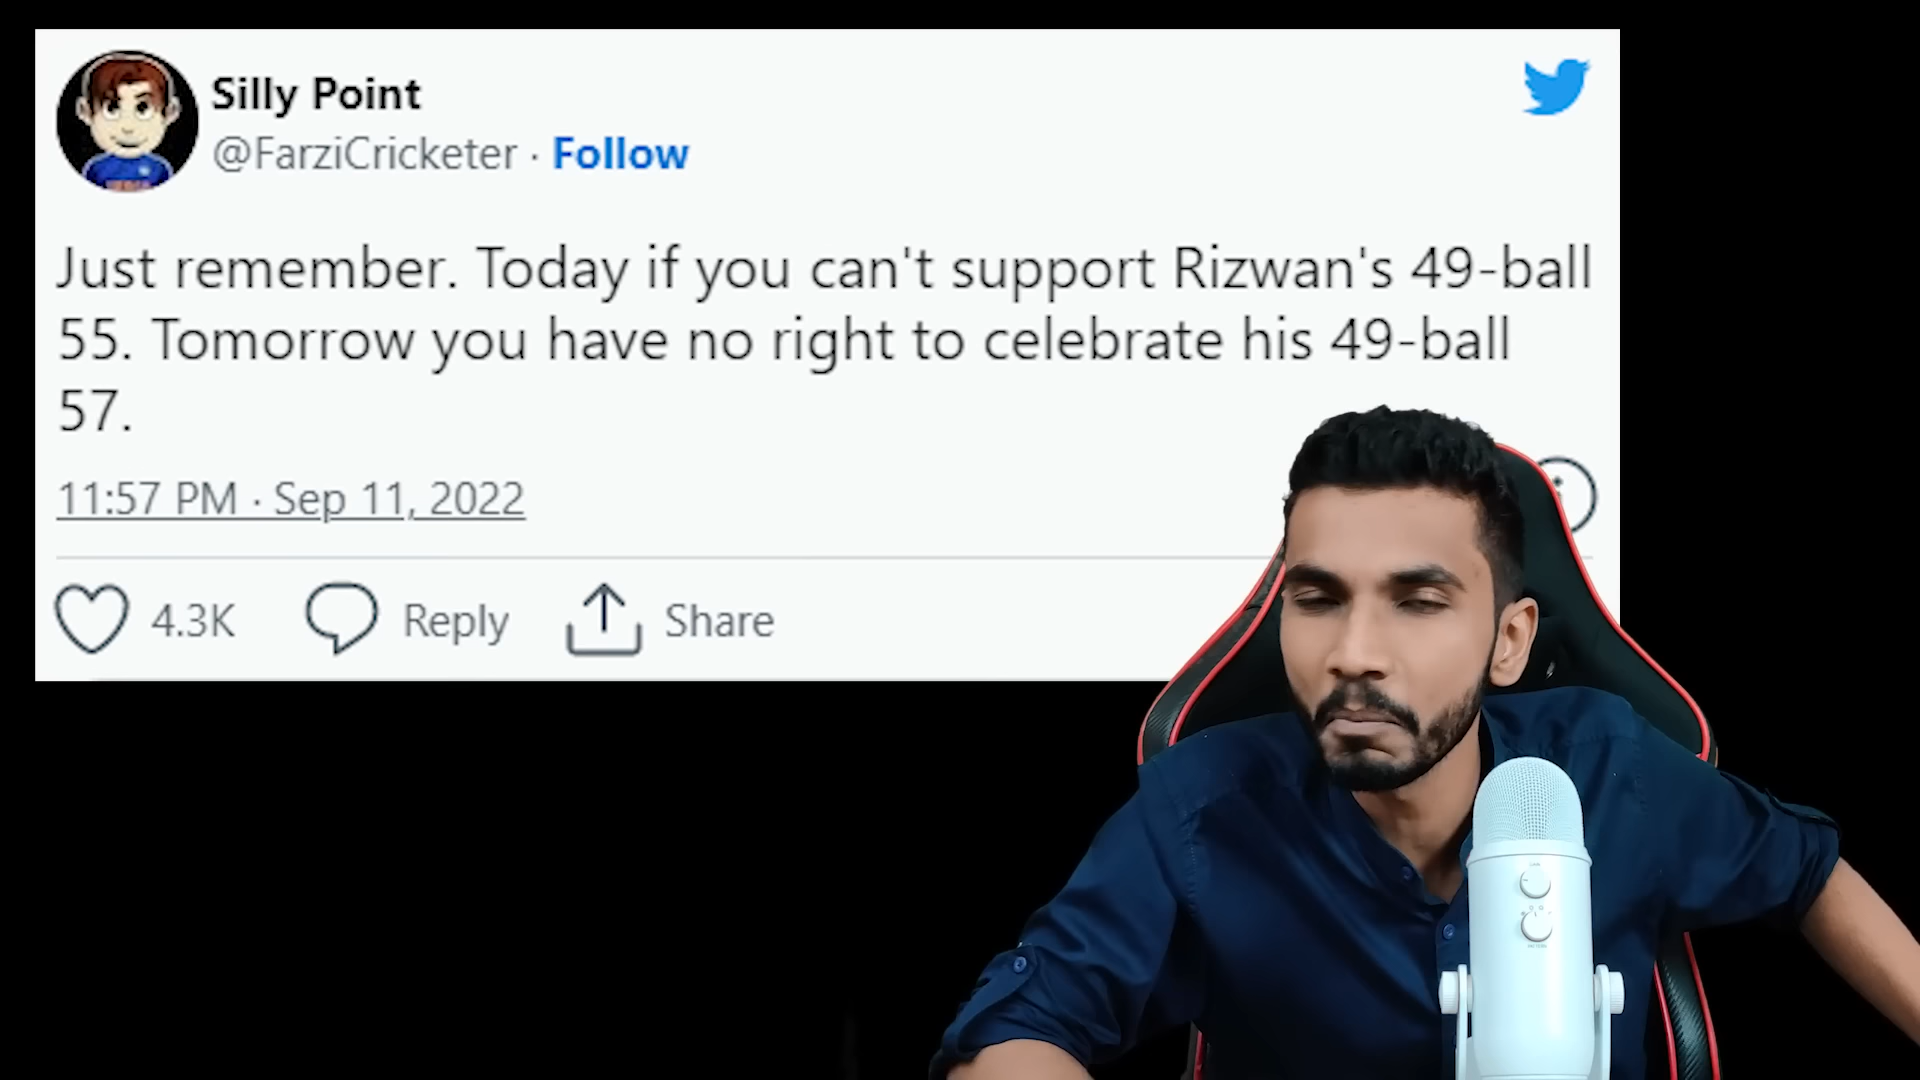 Silly Point
@FarziCricketer · Follow
Just remember. Today if you can't support Rizwan's 49-ball
55. Tomorrow you have no right to celebrate his 49-ball
57.
11:57 PM · Sep 11, 2022
4.3K Reply Share